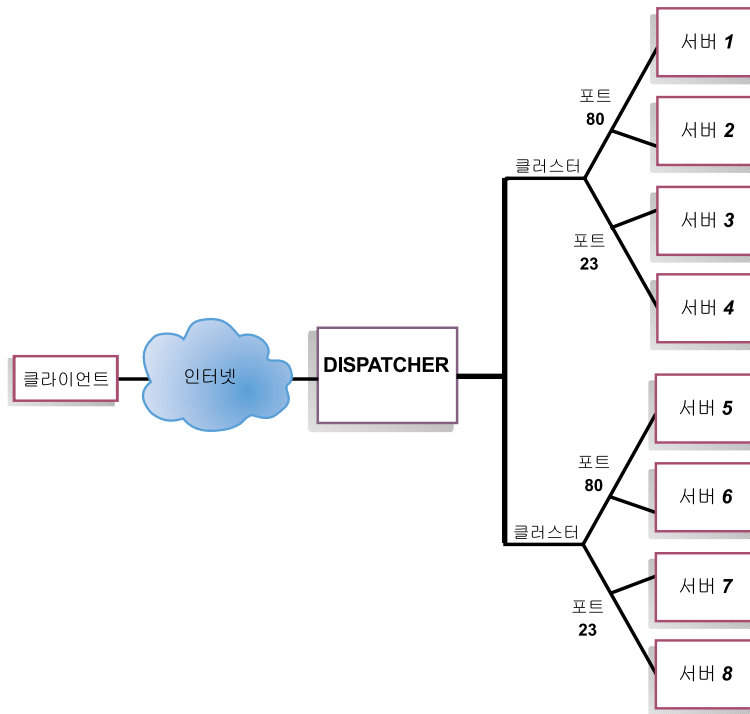 클라이언트
인터넷
DISPATCHER
클러스터
포트
80
서버 1
서버 2
포트
23
서버 3
서버 4
클러스터
포트
80
서버 5
서버 6
포트
23
서버 7
서버 8